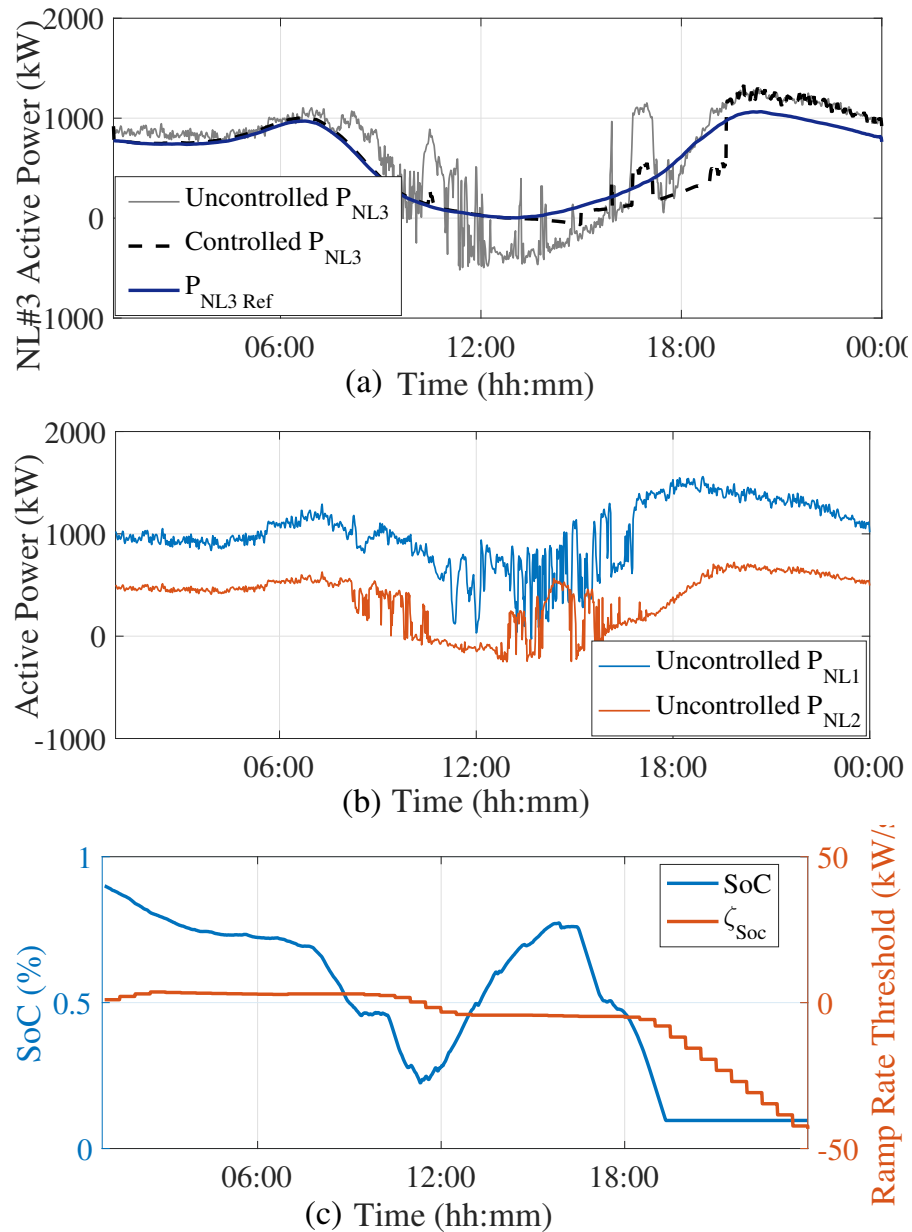 2000
1000
0
1000
NL#3 Active Power (kW)
Uncontrolled P_NL3
Controlled P_NL3
P_NL3 Ref
06:00 12:00 18:00 00:00
(a) Time (hh:mm)
2000
1000
0
-1000
Active Power (kW)
Uncontrolled P_NL1
Uncontrolled P_NL2
06:00 12:00 18:00 00:00
(b) Time (hh:mm)
1
0.5
0
SoC (%)
SoC
ζ_Soc
50
0
-50
Ramp Rate Threshold (kW/s
06:00 12:00 18:00
(c) Time (hh:mm)